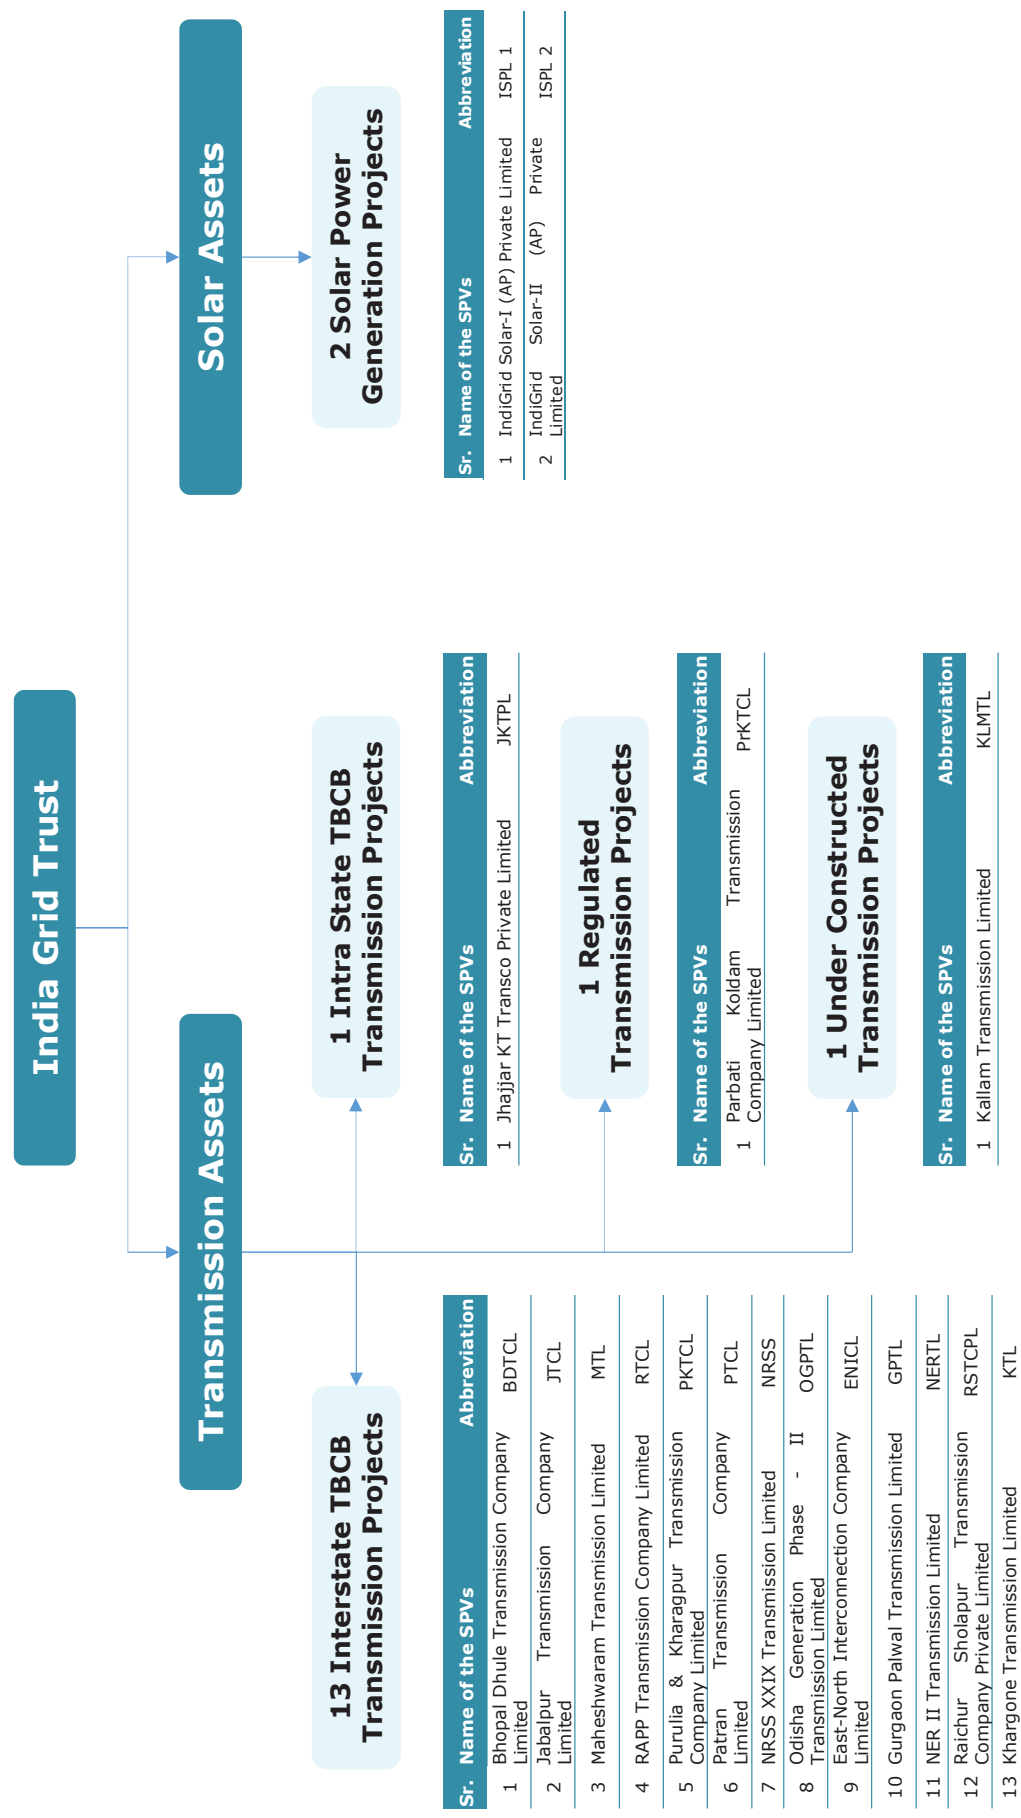 India Grid Trust
Transmission Assets
Solar Assets
13 Interstate TBCB
Transmission Projects
Sr. Name of the SPVs Abbreviation
1 Bhopal Dhule Transmission Company Limited BDTCL
2 Jabalpur Transmission Company Limited JTCL
3 Maheshwaram Transmission Limited MTL
4 RAPP Transmission Company Limited RTCL
5 Purulia & Kharagpur Transmission Company Limited PKTCL
6 Patran Transmission Company Limited PTCL
7 NRSS XXIX Transmission Limited NRSS
8 Odisha Generation Phase - II Transmission Limited OGPTL
9 East-North Interconnection Company Limited ENICL
10 Gurgaon Palwal Transmission Limited GPTL
11 NER II Transmission Limited NERTL
12 Raichur Sholapur Transmission Company Private Limited RSTCPL
13 Khargone Transmission Limited KTL
1 Intra State TBCB
Transmission Projects
Sr. Name of the SPVs Abbreviation
1 Jhajjar KT Transco Private Limited JKTPL
1 Regulated
Transmission Projects
Sr. Name of the SPVs Abbreviation
1 Parbati Koldam Transmission Company Limited PrKTCL
1 Under Constructed
Transmission Projects
Sr. Name of the SPVs Abbreviation
1 Kallam Transmission Limited KLMTL
2 Solar Power
Generation Projects
Sr. Name of the SPVs Abbreviation
1 IndiGrid Solar-I (AP) Private Limited ISPL 1
2 IndiGrid Solar-II (AP) Private Limited ISPL 2